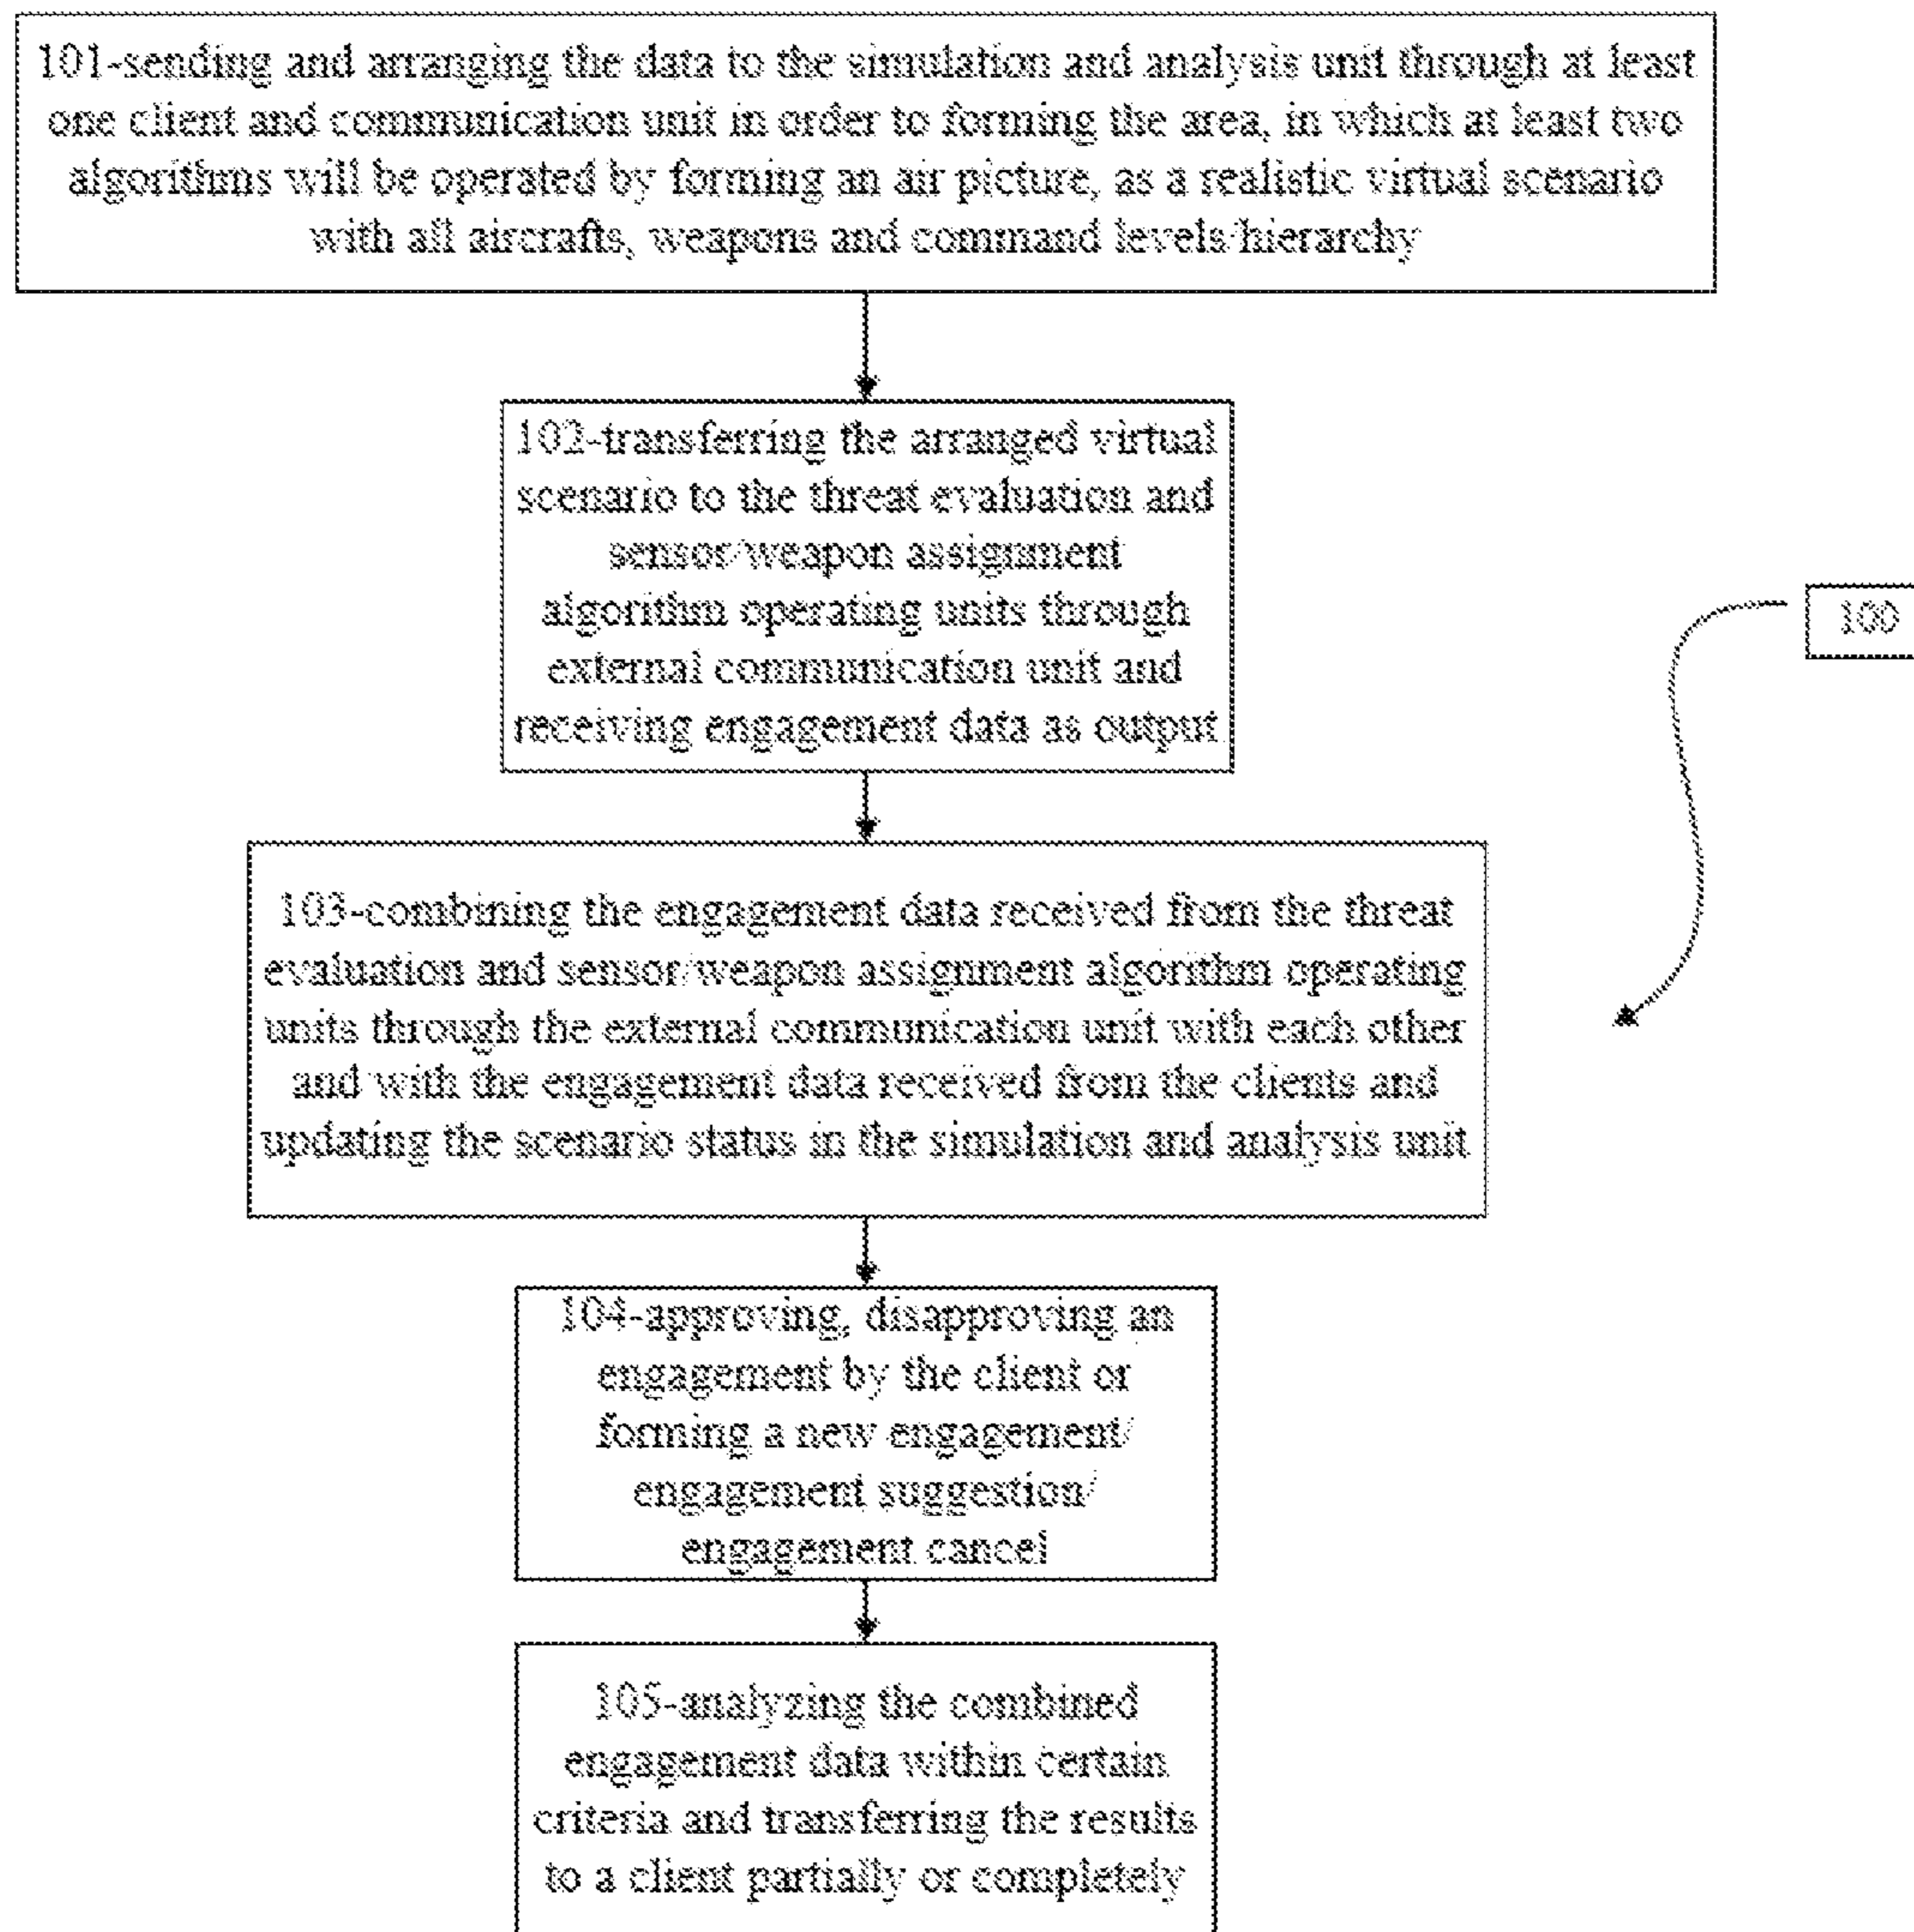 101-sending and arranging the data to the simulation and analysis unit through at least
one client and communication unit in order to forming the area, in which at least two
algorithms will be operated by forming an air picture, as a realistic virtual scenario
with all aircrafts, weapons and command levels/hierarchy
102-transferring the arranged virtual
scenario to the threat evaluation and
sensor/weapon assignment
algorithm operating units through
external communication unit and
receiving engagement data as output
100
103-combining the engagement data received from the threat
evaluation and sensor/weapon assignment algorithm operating
units through the external communication unit with each other
and with the engagement data received from the clients and
updating the scenario status in the simulation and analysis unit
104-approving, disapproving an
engagement by the client or
forming a new engagement/
engagement suggestion/
engagement cancel
105-analyzing the combined
engagement data within certain
criteria and transferring the results
to a client partially or completely